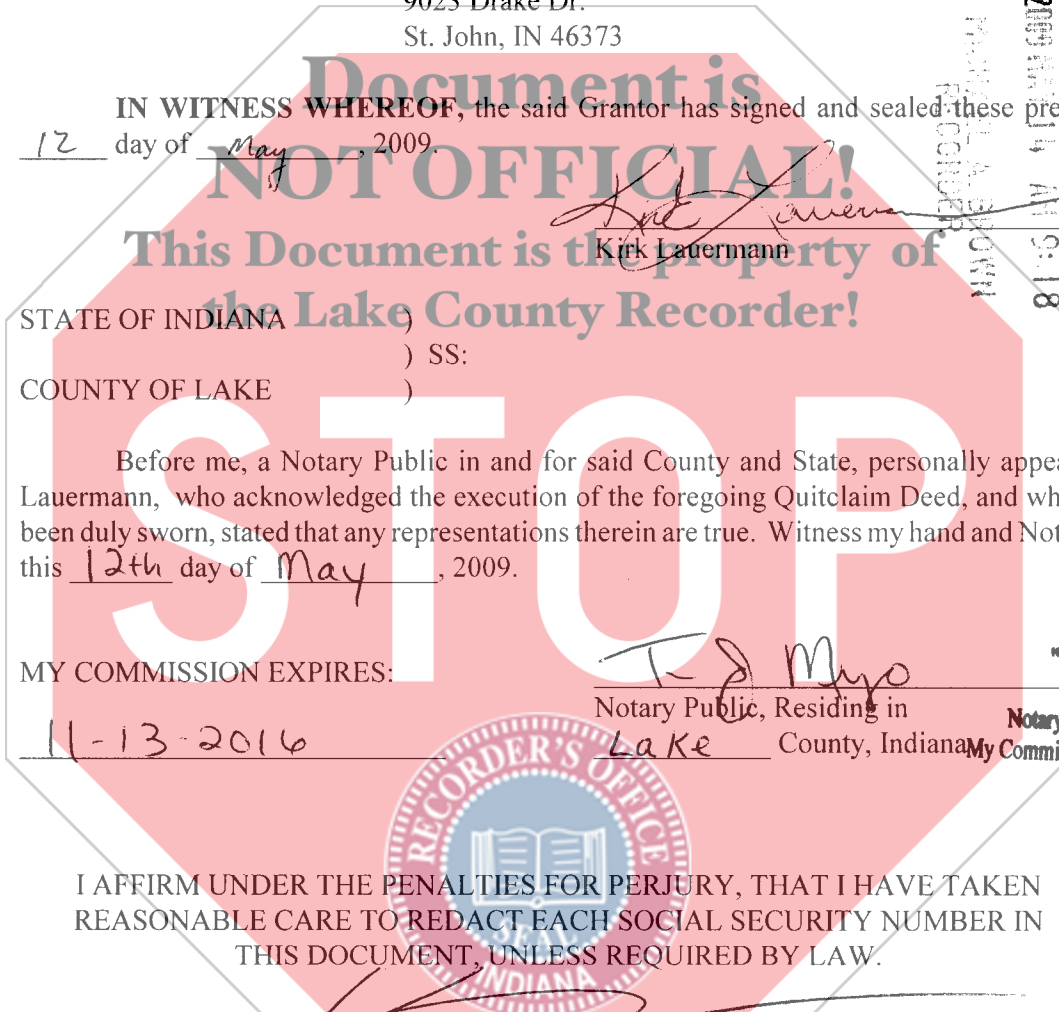 9025 Drake Dr.
St. John, IN 46373
Document is
IN WITNESS WHEREOF, the said Grantor has signed and sealed these pre
12 day of May, 2009.
NOT OFFICIAL!
Kirk Lauermann
This Document is the property of
the Lake County Recorder!
RECORDER
AM 9:18
STATE OF INDIANA )
) SS:
COUNTY OF LAKE )
STOP
Before me, a Notary Public in and for said County and State, personally appea
Lauermann, who acknowledged the execution of the foregoing Quitclaim Deed, and wh
been duly sworn, stated that any representations therein are true. Witness my hand and Not
this 12th day of May, 2009.
MY COMMISSION EXPIRES:
Notary Public, Residing in
Notary
11-13-2016
Lake County, Indiana
My Commi
RECORDER'S OFFICE
SEAL
INDIANA
I AFFIRM UNDER THE PENALTIES FOR PERJURY, THAT I HAVE TAKEN
REASONABLE CARE TO REDACT EACH SOCIAL SECURITY NUMBER IN
THIS DOCUMENT, UNLESS REQUIRED BY LAW.